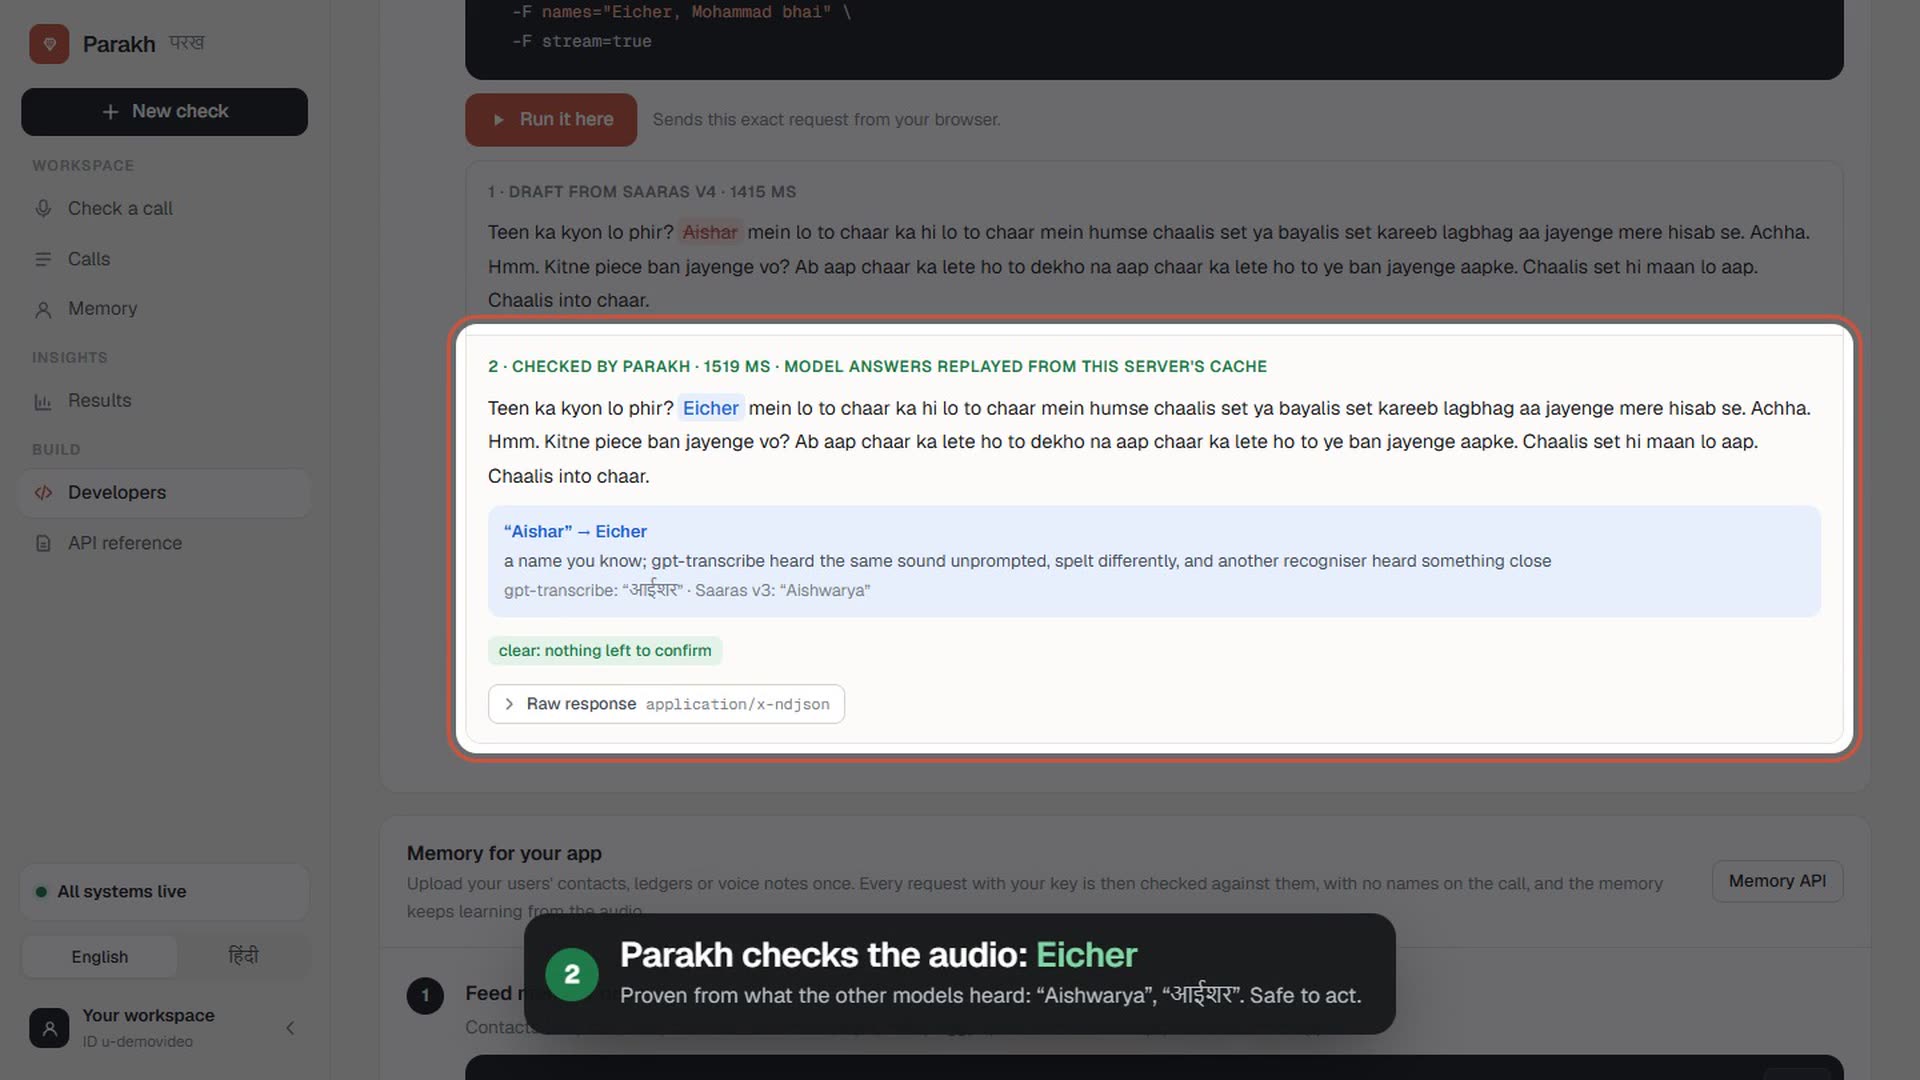 Parakh परख
New check
WORKSPACE
Check a call
Calls
Memory
INSIGHTS
Results
BUILD
Developers
API reference
All systems live
English हिंदी
Your workspace
ID u-demovideo
-F names="Eicher, Mohammad bhai" \
-F stream=true
Run it here Sends this exact request from your browser.
1 · DRAFT FROM SAARAS V4 · 1415 MS
Teen ka kyon lo phir? Aishar mein lo to chaar ka hi lo to chaar mein humse chaalis set ya bayalis set kareeb lagbhag aa jayenge mere hisab se. Achha.
Hmm. Kitne piece ban jayenge vo? Ab aap chaar ka lete ho to dekho na aap chaar ka lete ho to ye ban jayenge aapke. Chaalis set hi maan lo aap.
Chaalis into chaar.
2 · CHECKED BY PARAKH · 1519 MS · MODEL ANSWERS REPLAYED FROM THIS SERVER'S CACHE
Teen ka kyon lo phir? Eicher mein lo to chaar ka hi lo to chaar mein humse chaalis set ya bayalis set kareeb lagbhag aa jayenge mere hisab se. Achha.
Hmm. Kitne piece ban jayenge vo? Ab aap chaar ka lete ho to dekho na aap chaar ka lete ho to ye ban jayenge aapke. Chaalis set hi maan lo aap.
Chaalis into chaar.
“Aishar” → Eicher
a name you know; gpt-transcribe heard the same sound unprompted, spelt differently, and another recogniser heard something close
gpt-transcribe: “आईशर” · Saaras v3: “Aishwarya”
clear: nothing left to confirm
Raw response application/x-ndjson
Memory for your app
Upload your users' contacts, ledgers or voice notes once. Every request with your key is then checked against them, with no names on the call, and the memory
keeps learning from the audio.
Memory API
1 Feed
Contacts
2 Parakh checks the audio: Eicher
Proven from what the other models heard: “Aishwarya”, “आईशर”. Safe to act.